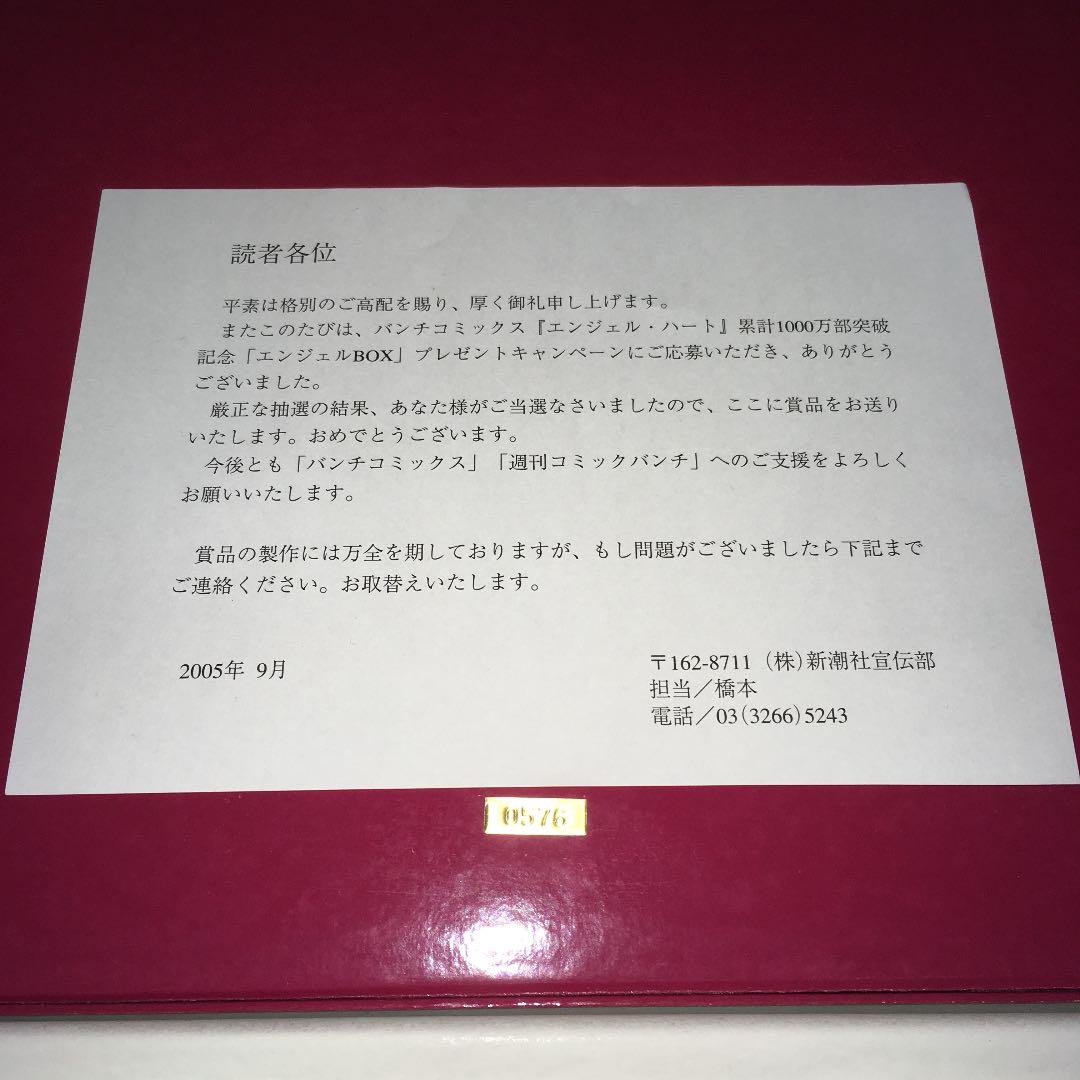 読者各位
平素は格別のご高配を賜り、厚く御礼申し上げます。
またこのたびは、バンチコミックス『エンジェル・ハート』累計1000万部突破
記念「エンジェルBOX」プレゼントキャンペーンにご応募いただき、ありがとう
ございました。
厳正な抽選の結果、あなた様がご当選なさいましたので、ここに賞品をお送り
いたします。おめでとうございます。
今後とも「バンチコミックス」「週刊コミックバンチ」へのご支援をよろしく
お願いいたします。
賞品の製作には万全を期しておりますが、もし問題がございましたら下記まで
ご連絡ください。お取替えいたします。
2005年 9月
〒162-8711 (株)新潮社宣伝部
担当／橋本
電話／03(3266)5243
0576